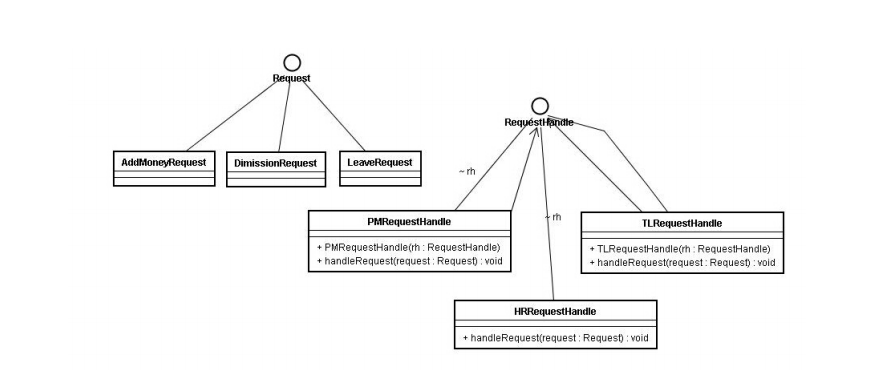 Request
RequestHandle
AddMoneyRequest
DimissionRequest
LeaveRequest
~ rh
PMRequestHandle
+ PMRequestHandle(rh : RequestHandle)
+ handleRequest(request : Request) : void
~ rh
TLRequestHandle
+ TLRequestHandle(rh : RequestHandle)
+ handleRequest(request : Request) : void
HRRequestHandle
+ handleRequest(request : Request) : void